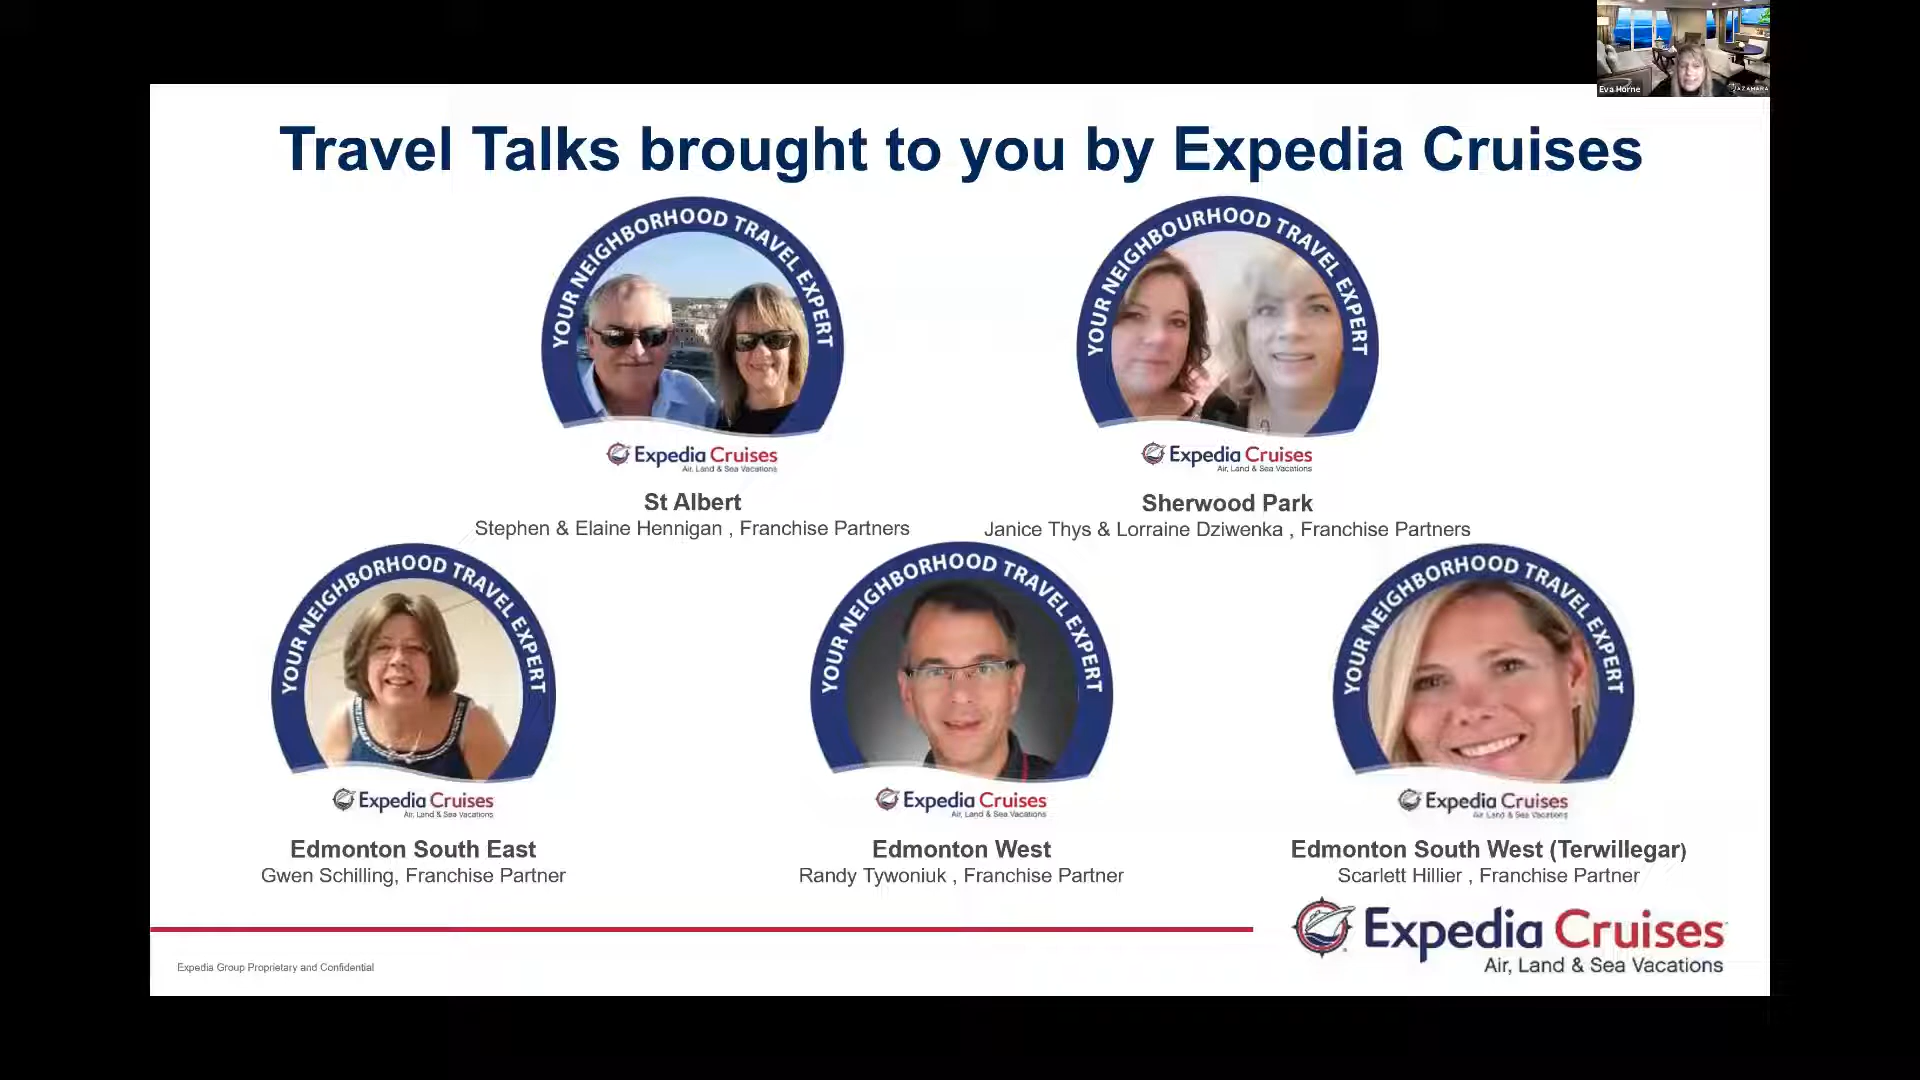 Eva Horne
AZAMARA
Travel Talks brought to you by Expedia Cruises
YOUR NEIGHBORHOOD TRAVEL EXPERT
YOUR NEIGHBOURHOOD TRAVEL EXPERT
Expedia Cruises
Air, Land & Sea Vacations
Expedia Cruises
Air, Land & Sea Vacations
St Albert
Stephen & Elaine Hennigan , Franchise Partners
Sherwood Park
Janice Thys & Lorraine Dziwenka , Franchise Partners
YOUR NEIGHBORHOOD TRAVEL EXPERT
YOUR NEIGHBORHOOD TRAVEL EXPERT
YOUR NEIGHBORHOOD TRAVEL EXPERT
Expedia Cruises
Air, Land & Sea Vacations
Expedia Cruises
Air, Land & Sea Vacations
Expedia Cruises
Air, Land & Sea Vacations
Edmonton South East
Gwen Schilling, Franchise Partner
Edmonton West
Randy Tywoniuk , Franchise Partner
Edmonton South West (Terwillegar)
Scarlett Hillier , Franchise Partner
Expedia Cruises
Air, Land & Sea Vacations
Expedia Group Proprietary and Confidential